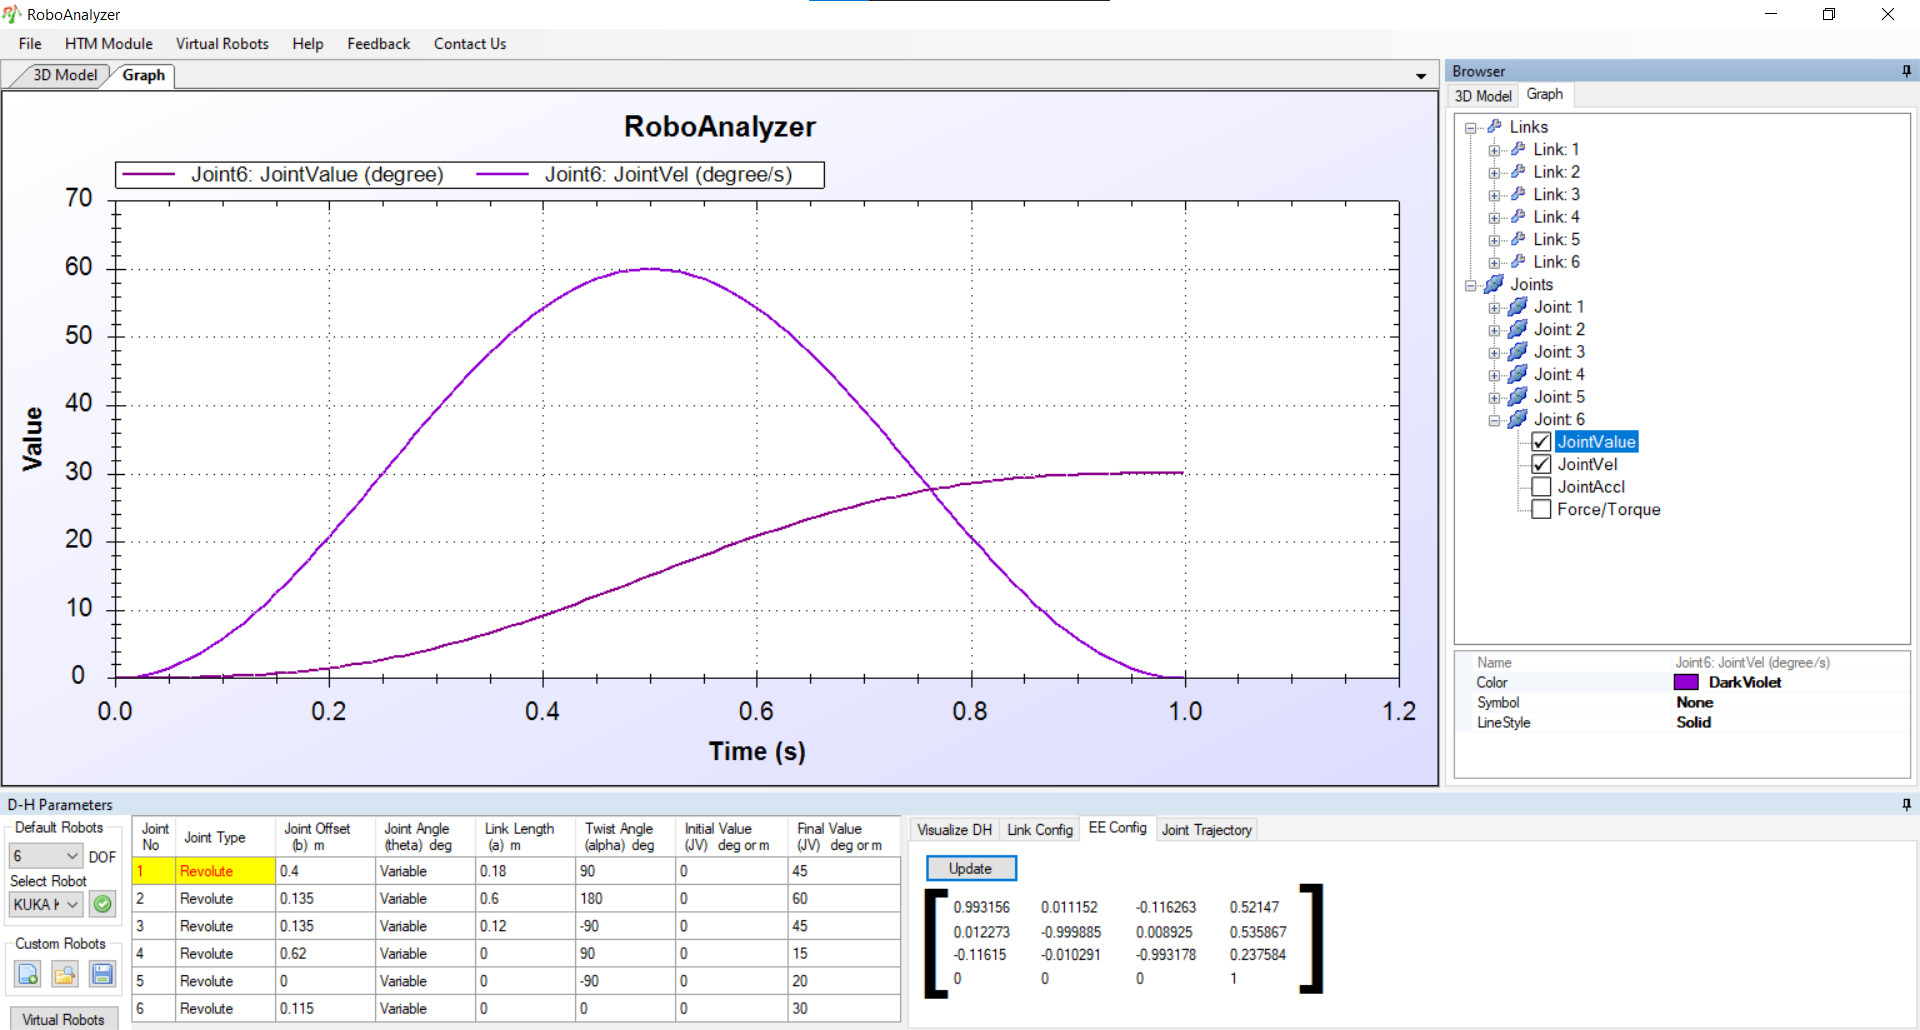 RoboAnalyzer
File HTM Module Virtual Robots Help Feedback Contact Us
3D Model Graph
RoboAnalyzer
Joint6: JointValue (degree) Joint6: JointVel (degree/s)
70
60
50
40
30
20
10
0
Value
0.0 0.2 0.4 0.6 0.8 1.0 1.2
Time (s)
Browser
3D Model Graph
Links
Link: 1
Link: 2
Link: 3
Link: 4
Link: 5
Link: 6
Joints
Joint: 1
Joint: 2
Joint: 3
Joint: 4
Joint: 5
Joint: 6
JointValue
JointVel
JointAccl
Force/Torque
Name Joint6: JointVel (degree/s)
Color DarkViolet
Symbol None
LineStyle Solid
D-H Parameters
Default Robots
6 DOF
Select Robot
KUKA
Custom Robots
Virtual Robots
Joint No Joint Type Joint Offset (b) m Joint Angle (theta) deg Link Length (a) m Twist Angle (alpha) deg Initial Value (JV) deg or m Final Value (JV) deg or m
1 Revolute 0.4 Variable 0.18 90 0 45
2 Revolute 0.135 Variable 0.6 180 0 60
3 Revolute 0.135 Variable 0.12 -90 0 45
4 Revolute 0.62 Variable 0 90 0 15
5 Revolute 0 Variable 0 -90 0 20
6 Revolute 0.115 Variable 0 0 0 30
Visualize DH Link Config EE Config Joint Trajectory
Update
0.993156 0.011152 -0.116263 0.52147
0.012273 -0.999885 0.008925 0.535867
-0.11615 -0.010291 -0.993178 0.237584
0 0 0 1